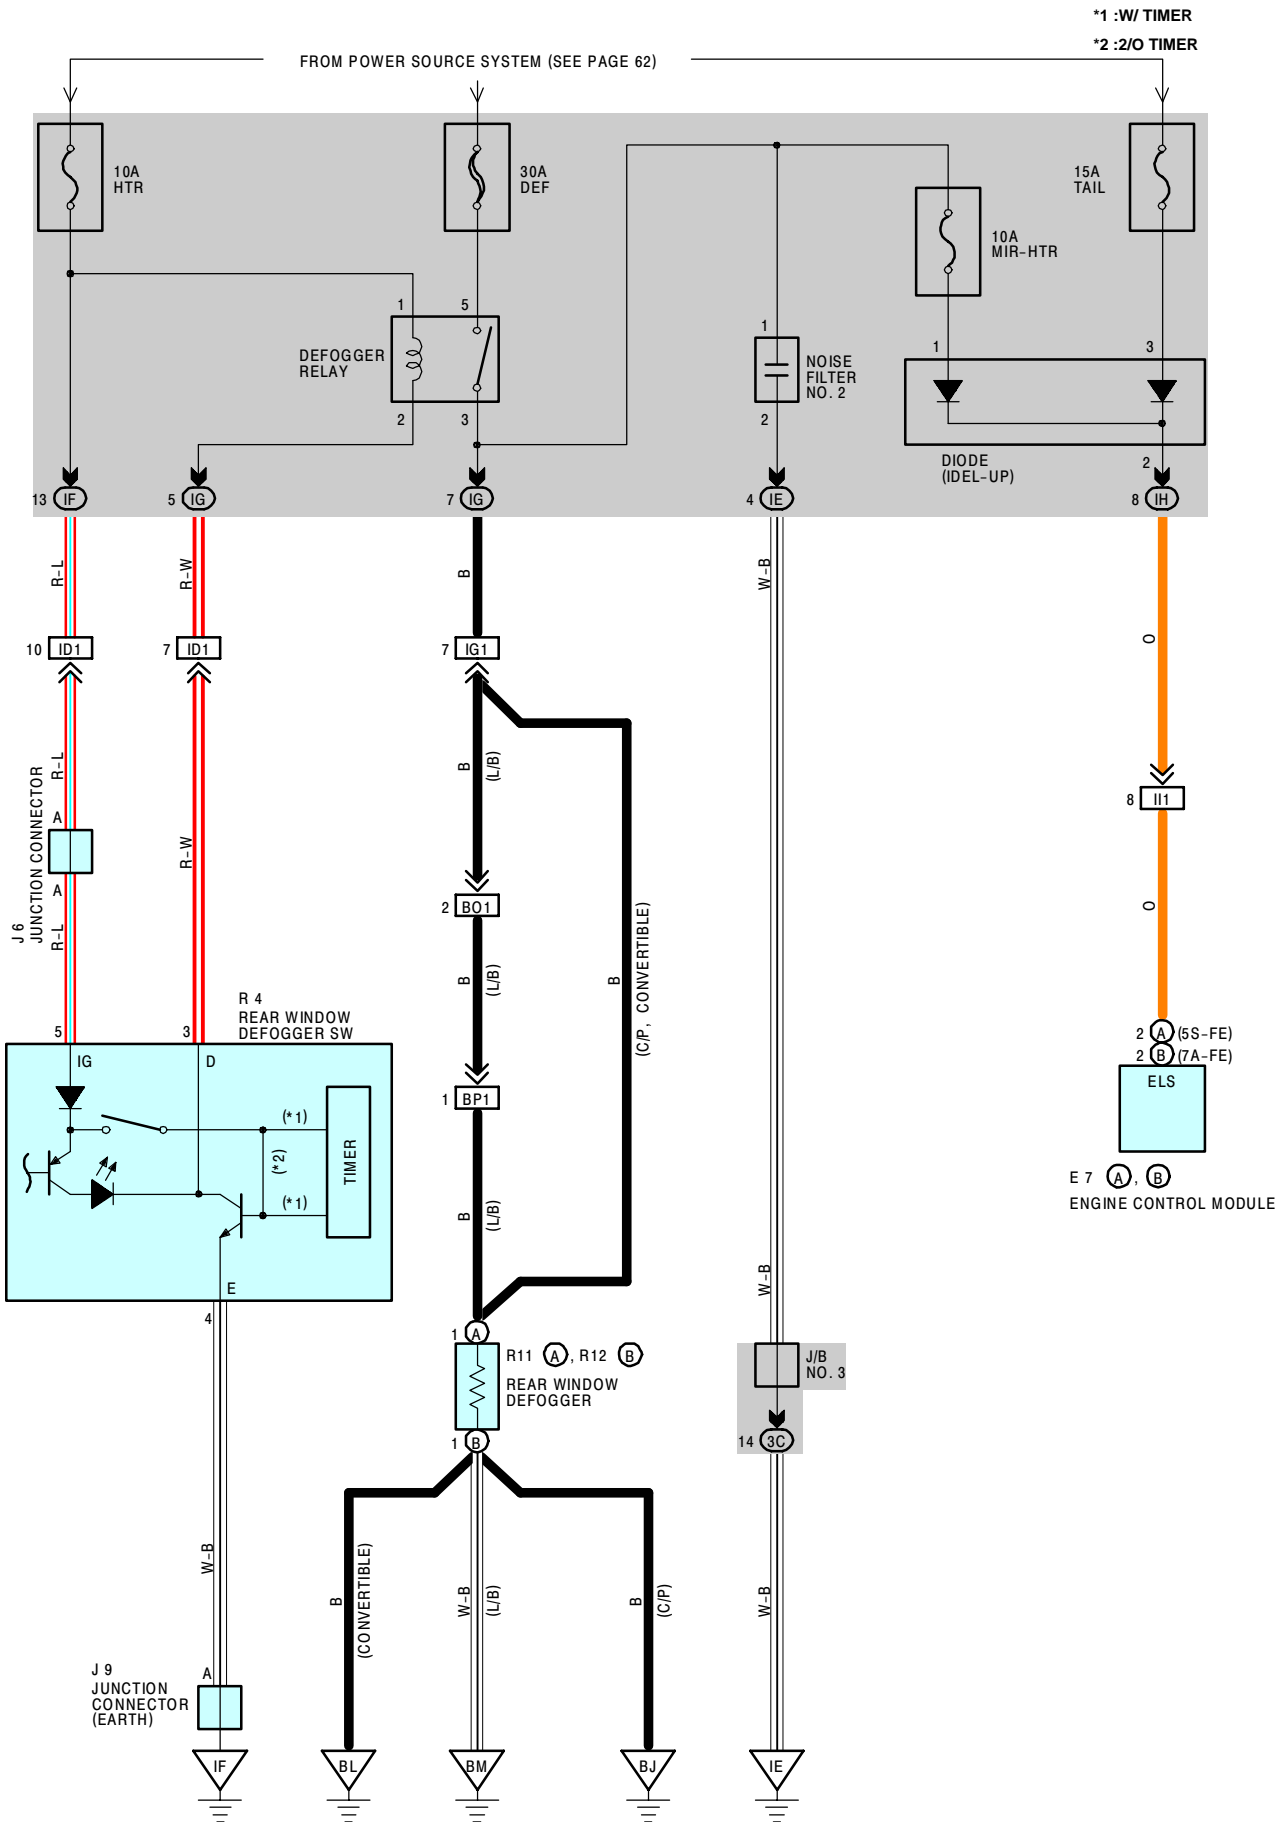 *1 :W/ TIMER
*2 :2/O TIMER
FROM POWER SOURCE SYSTEM (SEE PAGE 62)
10A
HTR
30A
DEF
15A
TAIL
10A
MIR-HTR
1
5
DEFOGGER
RELAY
2
3
1
NOISE
FILTER
NO. 2
2
1
3
DIODE
(IDEL-UP)
2
13 IF
5 IG
7 IG
4 IE
8 IH
R-L
R-W
B
W-B
O
10 ID1
7 ID1
7 IG1
R-L
B
(L/B)
8 II1
J 6
JUNCTION CONNECTOR
A
A
R-L
R-W
2 BO1
O
B
(L/B)
B
(C/P, CONVERTIBLE)
R 4
REAR WINDOW
DEFOGGER SW
5
3
2 A (5S-FE)
2 B (7A-FE)
ELS
E 7 A, B
ENGINE CONTROL MODULE
IG
D
1 BP1
(*1)
(*2)
(*1)
TIMER
B
(L/B)
E
4
W-B
1 A
R11 A, R12 B
REAR WINDOW
DEFOGGER
1 B
J/B
NO. 3
14 3C
W-B
B
(CONVERTIBLE)
W-B
(L/B)
B
(C/P)
W-B
J 9
JUNCTION
CONNECTOR
(EARTH)
A
IF
BL
BM
BJ
IE